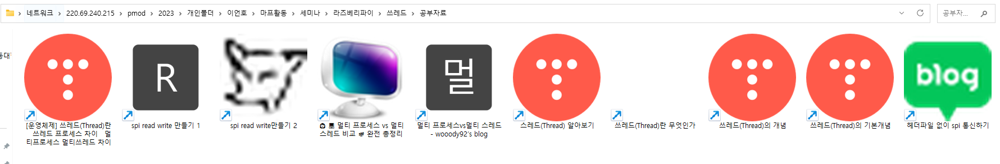 네트워크 > 220.69.240.215 > pmod > 2023 > 개인폴더 > 이언호 > 마프활동 > 세미나 > 라즈베리파이 > 쓰레드 > 공부자료
공부자...
R
멀
blog
[운영체제] 쓰레드(Thread)란
쓰레드 프로세스 차이 멀
티프로세스 멀티쓰레드 차이
spi read write 만들기 1
spi read write만들기 2
멀티 프로세스 vs 멀티
스레드 비교 완전 총정리
멀티 프로세스vs멀티 스레드
- wooody92's blog
스레드(Thread) 알아보기
쓰레드(Thread)란 무엇인가
쓰레드(Thread)의 개념
쓰레드(Thread)의 기본개념
헤더파일 없이 spi 통신하기